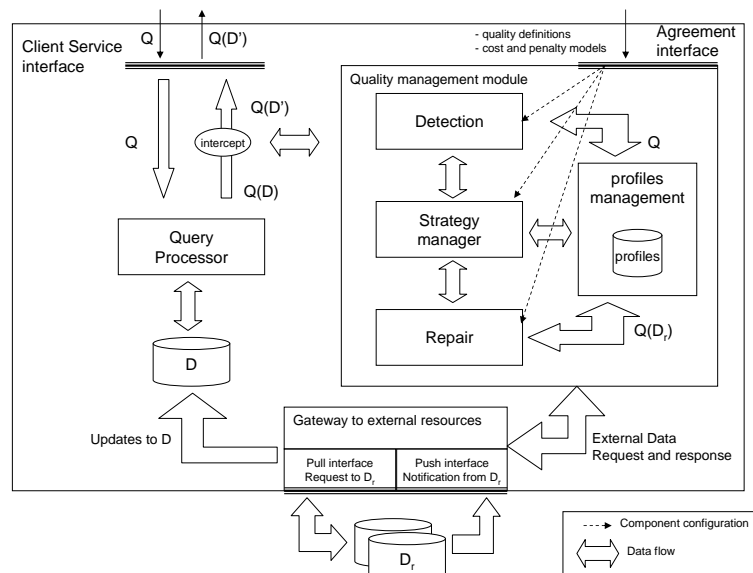 Q
Q(D')
- quality definitions
- cost and penalty models
Client Service
interface
Agreement
interface
Quality management module
Q(D')
Q
intercept
Q(D)
Detection
Q
profiles
management
profiles
Strategy
manager
Query
Processor
Repair
Q(Dr)
D
Updates to D
Gateway to external resources
Pull interface
Request to Dr
Push interface
Notification from Dr
External Data
Request and response
Dr
Component configuration
Data flow